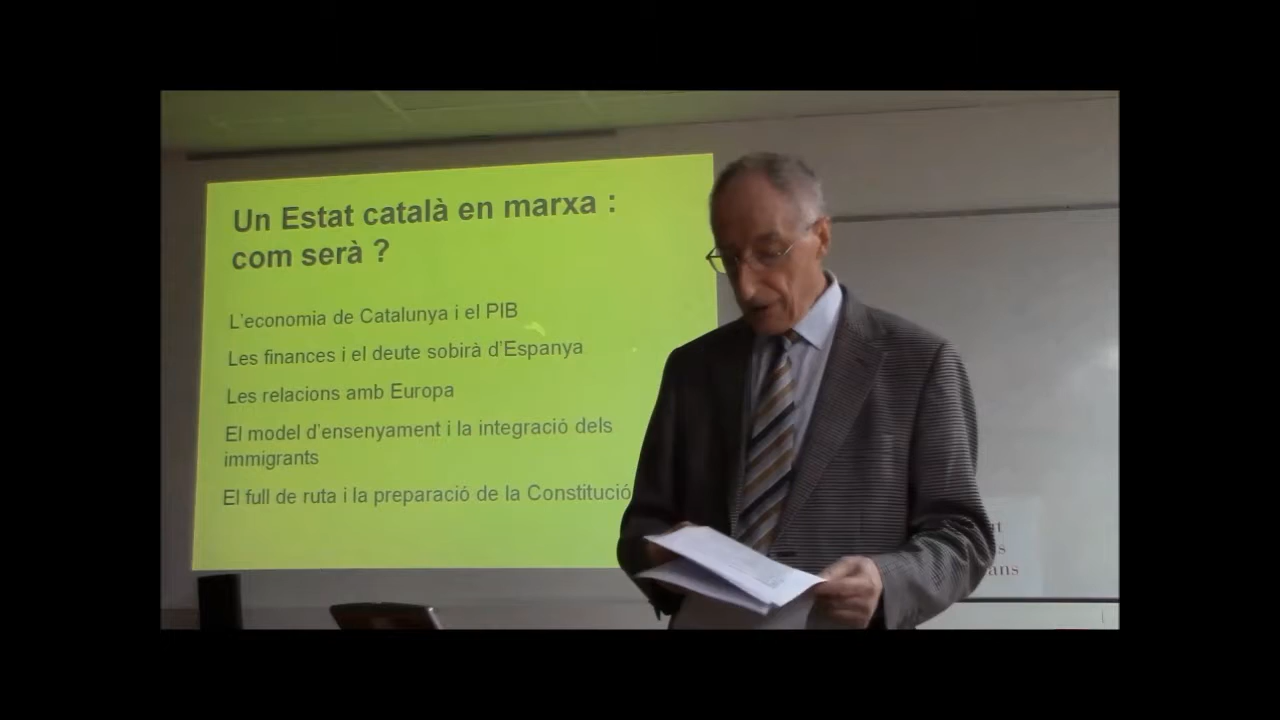 Un Estat català en marxa :
com serà ?
L'economia de Catalunya i el PIB
Les finances i el deute sobirà d'Espanya
Les relacions amb Europa
El model d'ensenyament i la integració dels
immigrants
El full de ruta i la preparació de la Constitució